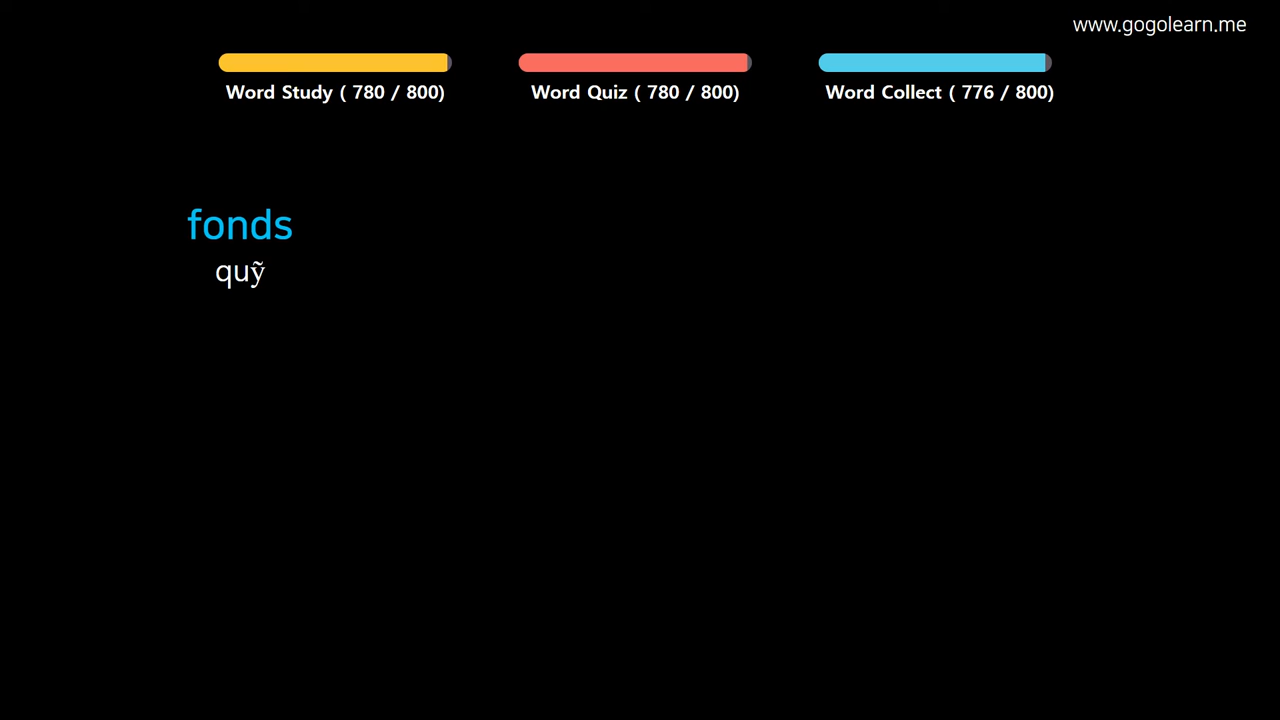 www.gogolearn.me
Word Study ( 780 / 800)
Word Quiz ( 780 / 800)
Word Collect ( 776 / 800)
fonds
quỹ